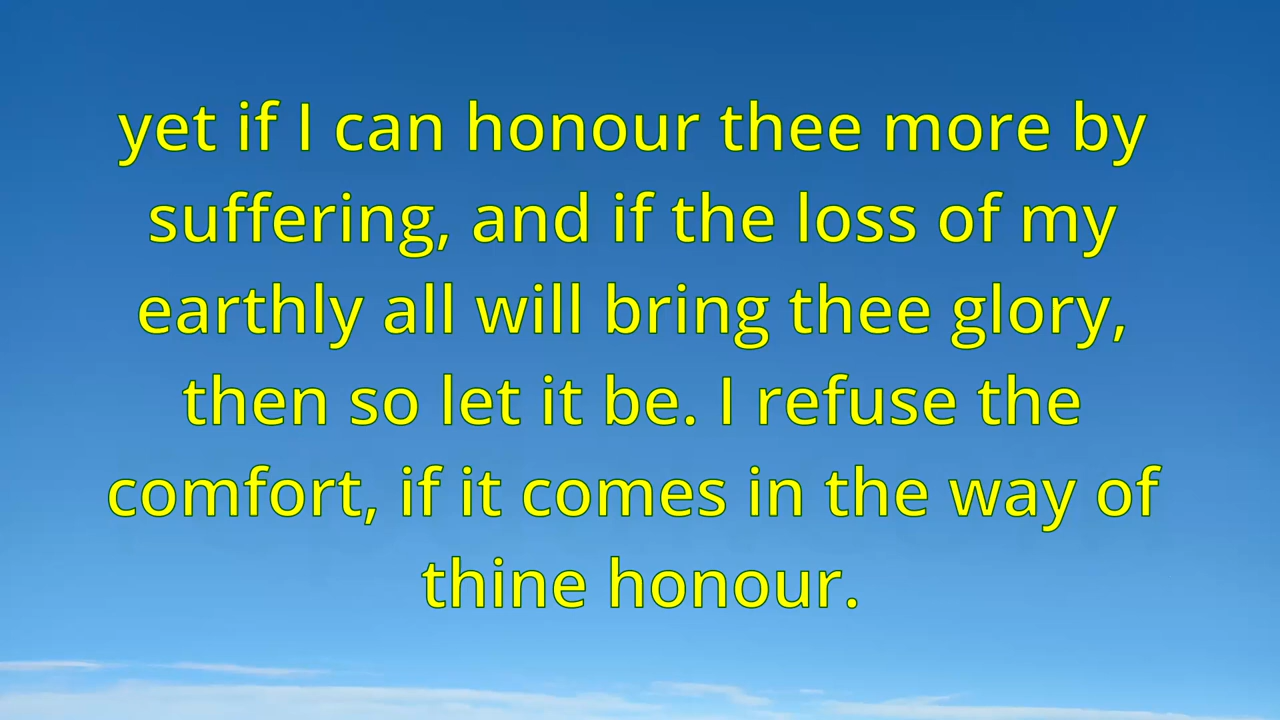 yet if I can honour thee more by
suffering, and if the loss of my
earthly all will bring thee glory,
then so let it be. I refuse the
comfort, if it comes in the way of
thine honour.